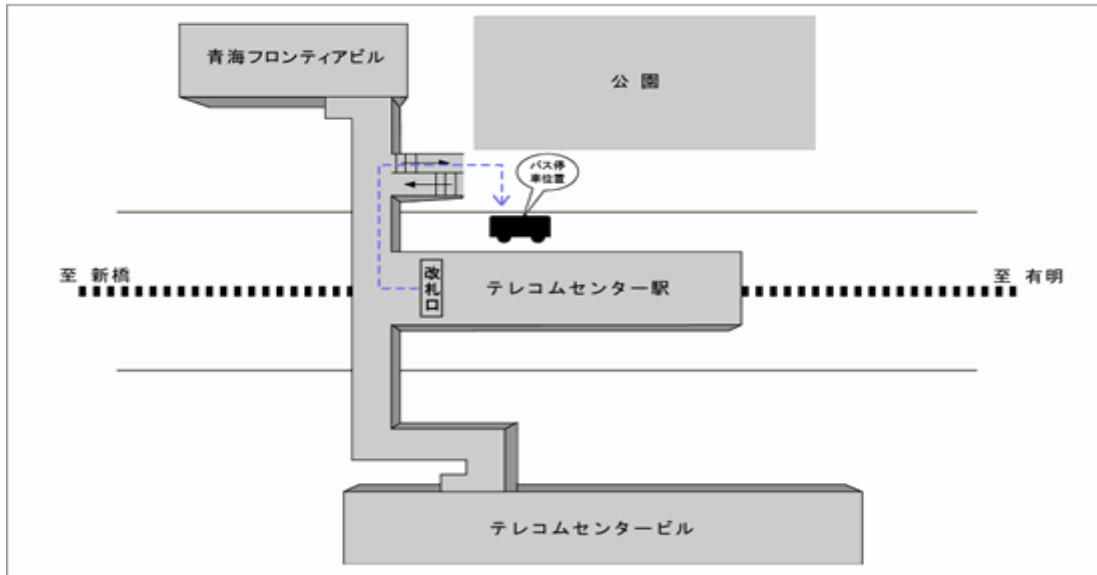 青海フロンティアビル
公園
バス停
車位置
至 新橋
改札口
テレコムセンター駅
至 有明
テレコムセンタービル